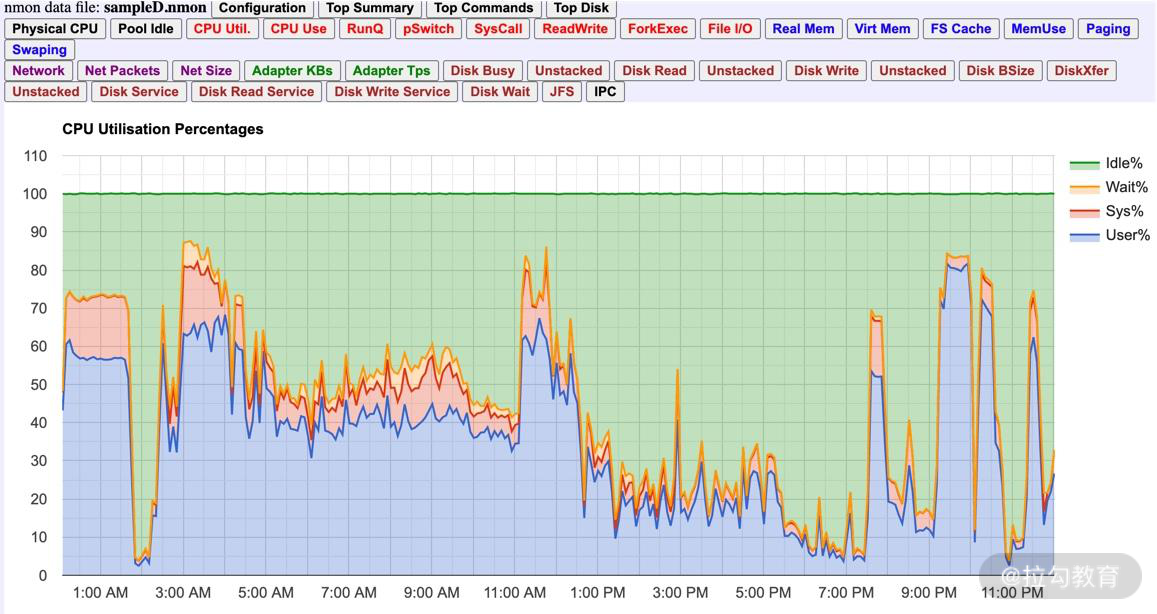 nmon data file: sampleD.nmon Configuration Top Summary Top Commands Top Disk
Physical CPU Pool Idle CPU Util. CPU Use RunQ pSwitch SysCall ReadWrite ForkExec File I/O Real Mem Virt Mem FS Cache MemUse Paging
Swaping
Network Net Packets Net Size Adapter KBs Adapter Tps Disk Busy Unstacked Disk Read Unstacked Disk Write Unstacked Disk BSize DiskXfer
Unstacked Disk Service Disk Read Service Disk Write Service Disk Wait JFS IPC
CPU Utilisation Percentages
110
100
90
80
70
60
50
40
30
20
10
0
Idle%
Wait%
Sys%
User%
1:00 AM 3:00 AM 5:00 AM 7:00 AM 9:00 AM 11:00 AM 1:00 PM 3:00 PM 5:00 PM 7:00 PM 9:00 PM 11:00 PM
@拉勾教育